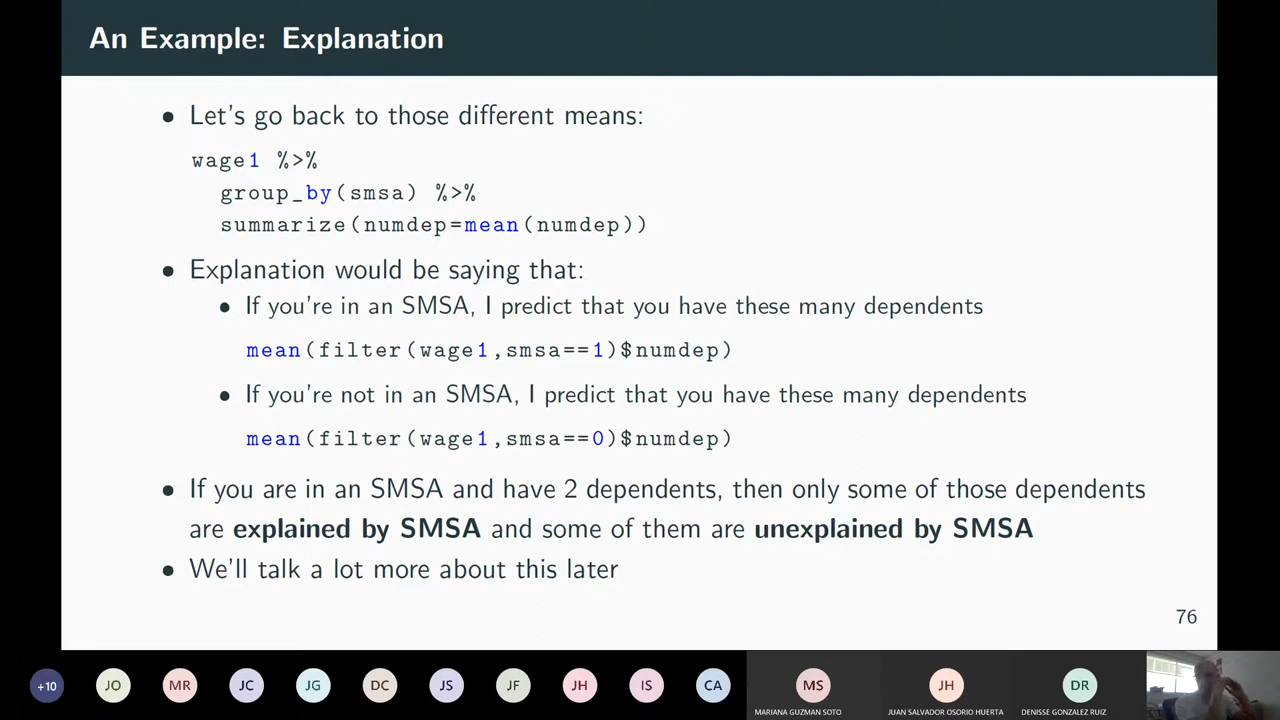 An Example: Explanation
• Let's go back to those different means:
wage1 %>%
group_by(smsa) %>%
summarize(numdep=mean(numdep))
• Explanation would be saying that:
• If you're in an SMSA, I predict that you have these many dependents
mean(filter(wage1,smsa==1)$numdep)
• If you're not in an SMSA, I predict that you have these many dependents
mean(filter(wage1,smsa==0)$numdep)
• If you are in an SMSA and have 2 dependents, then only some of those dependents
are explained by SMSA and some of them are unexplained by SMSA
• We'll talk a lot more about this later
76
+10 JO MR JC JG DC JS JF JH IS CA MS JH DR
MARIANA GUZMAN SOTO JUAN SALVADOR OSORIO HUERTA DENISSE GONZALEZ RUIZ